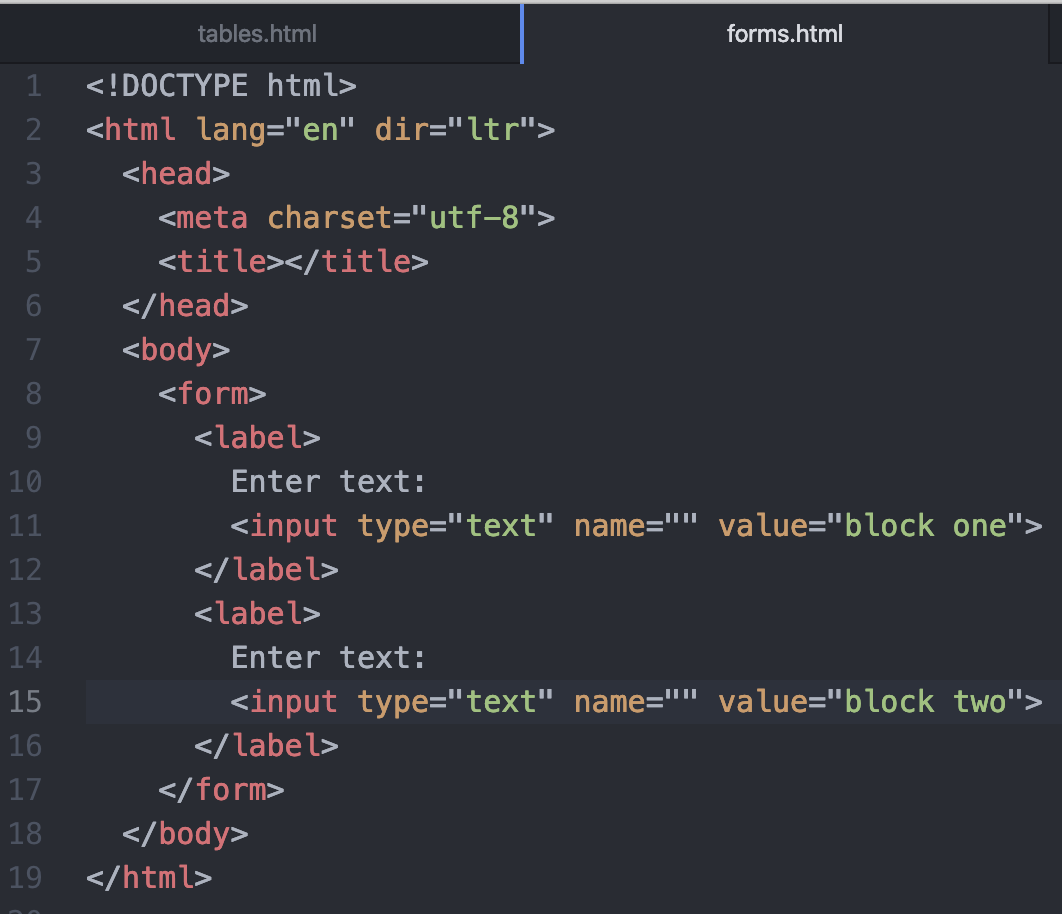 tables.html
forms.html
1 <!DOCTYPE html>
2 <html lang="en" dir="ltr">
3   <head>
4     <meta charset="utf-8">
5     <title></title>
6   </head>
7   <body>
8     <form>
9       <label>
10         Enter text:
11         <input type="text" name="" value="block one">
12       </label>
13       <label>
14         Enter text:
15         <input type="text" name="" value="block two">
16       </label>
17     </form>
18   </body>
19 </html>